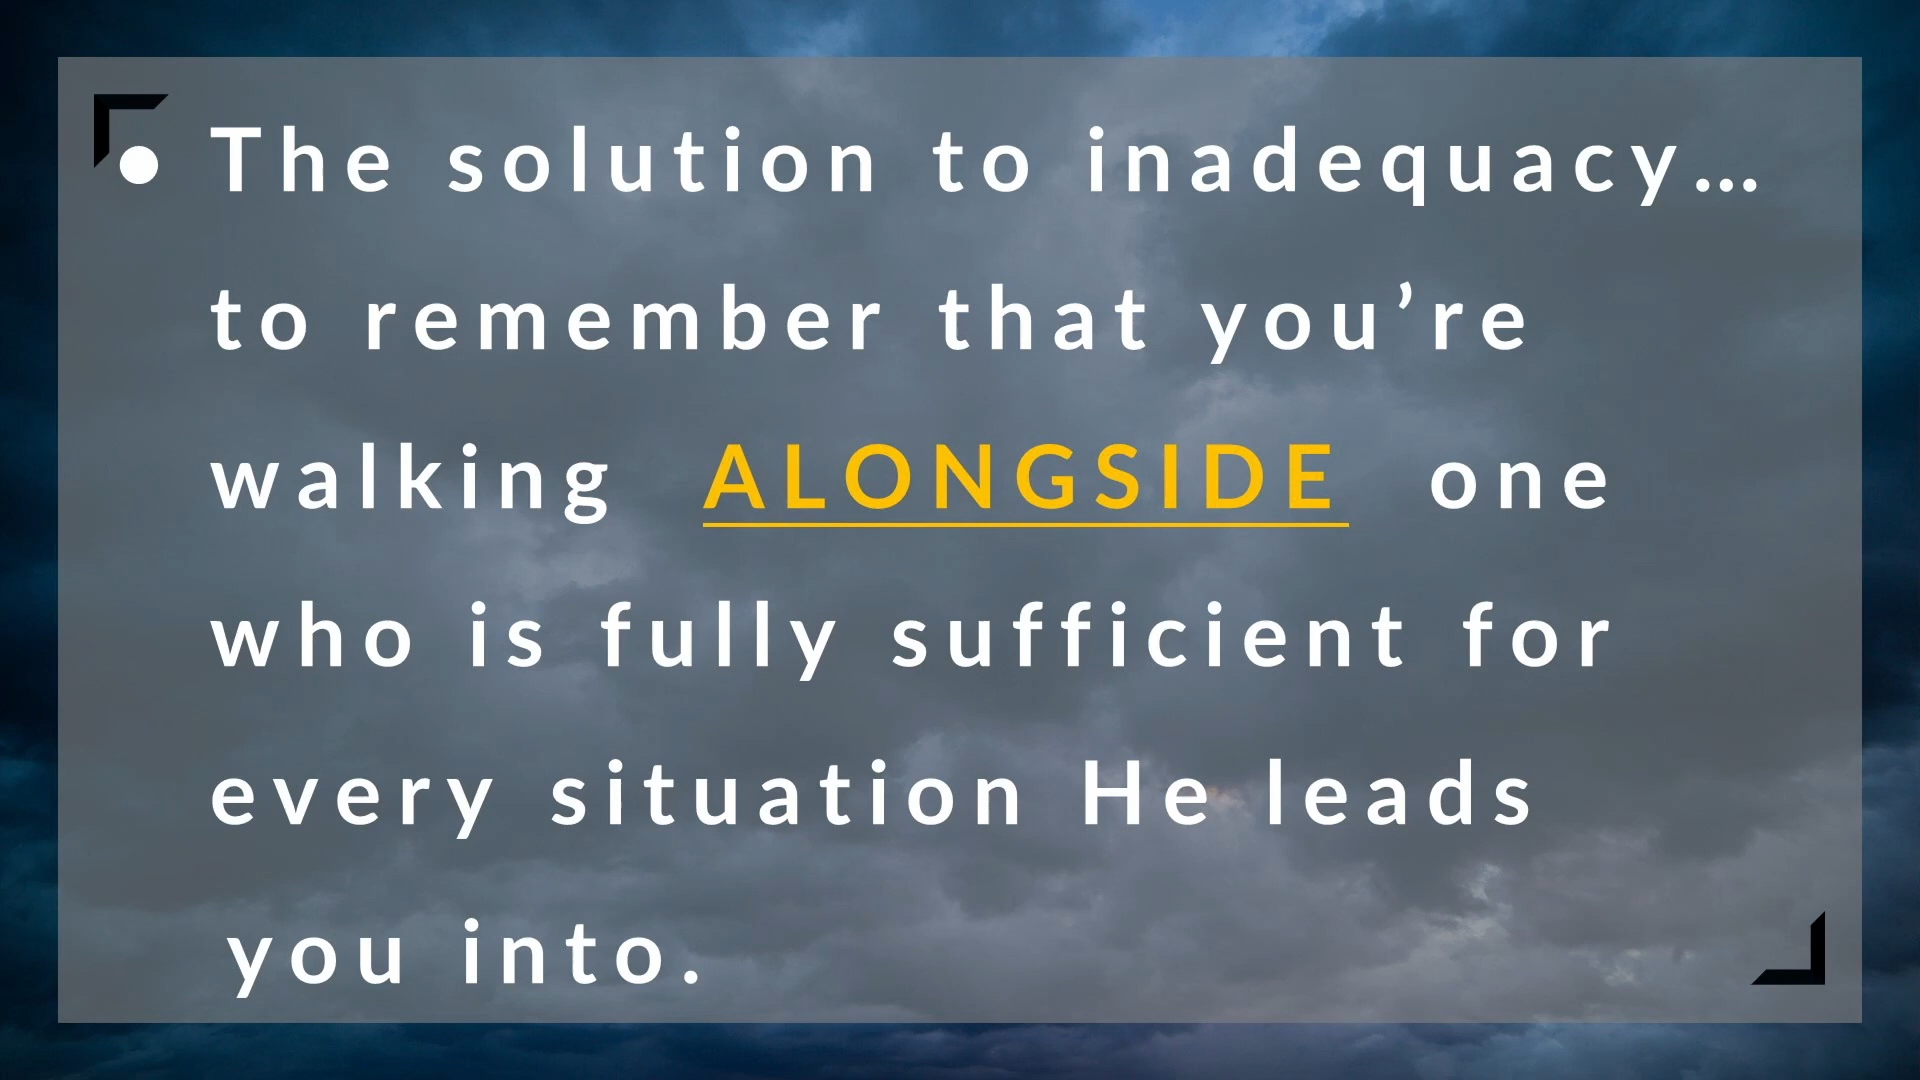 • The solution to inadequacy…
to remember that you’re
walking ALONGSIDE one
who is fully sufficient for
every situation He leads
you into.